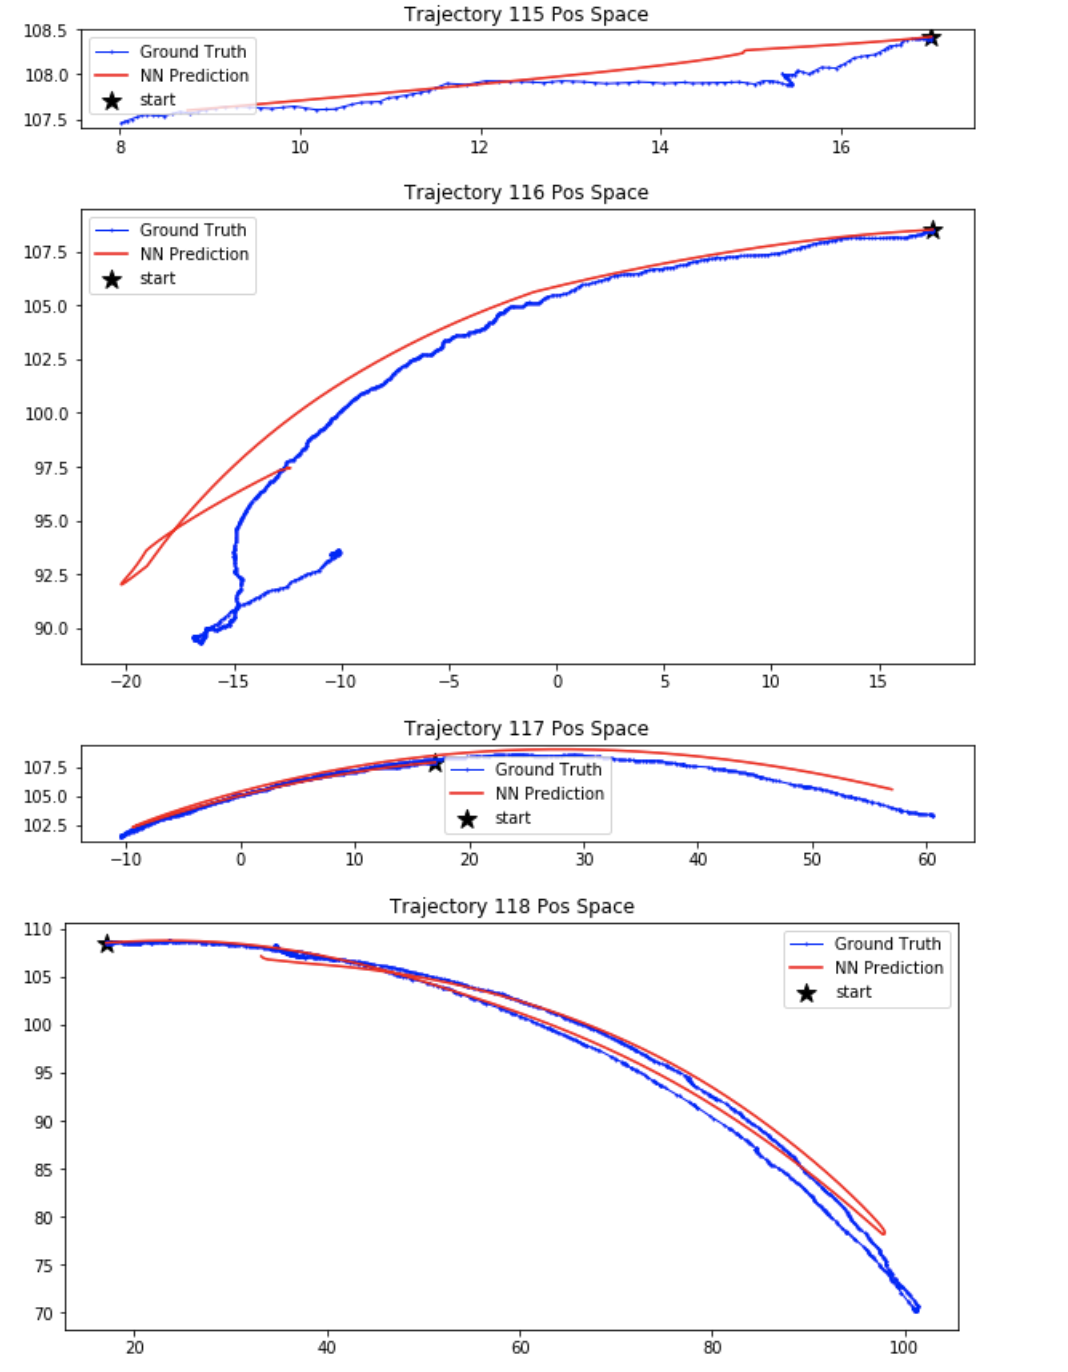 Trajectory 115 Pos Space
108.5
108.0
107.5
Ground Truth
NN Prediction
start
8 10 12 14 16
Trajectory 116 Pos Space
107.5
105.0
102.5
100.0
97.5
95.0
92.5
90.0
Ground Truth
NN Prediction
start
−20 −15 −10 −5 0 5 10 15
Trajectory 117 Pos Space
107.5
105.0
102.5
Ground Truth
NN Prediction
start
−10 0 10 20 30 40 50 60
Trajectory 118 Pos Space
110
105
100
95
90
85
80
75
70
Ground Truth
NN Prediction
start
20 40 60 80 100